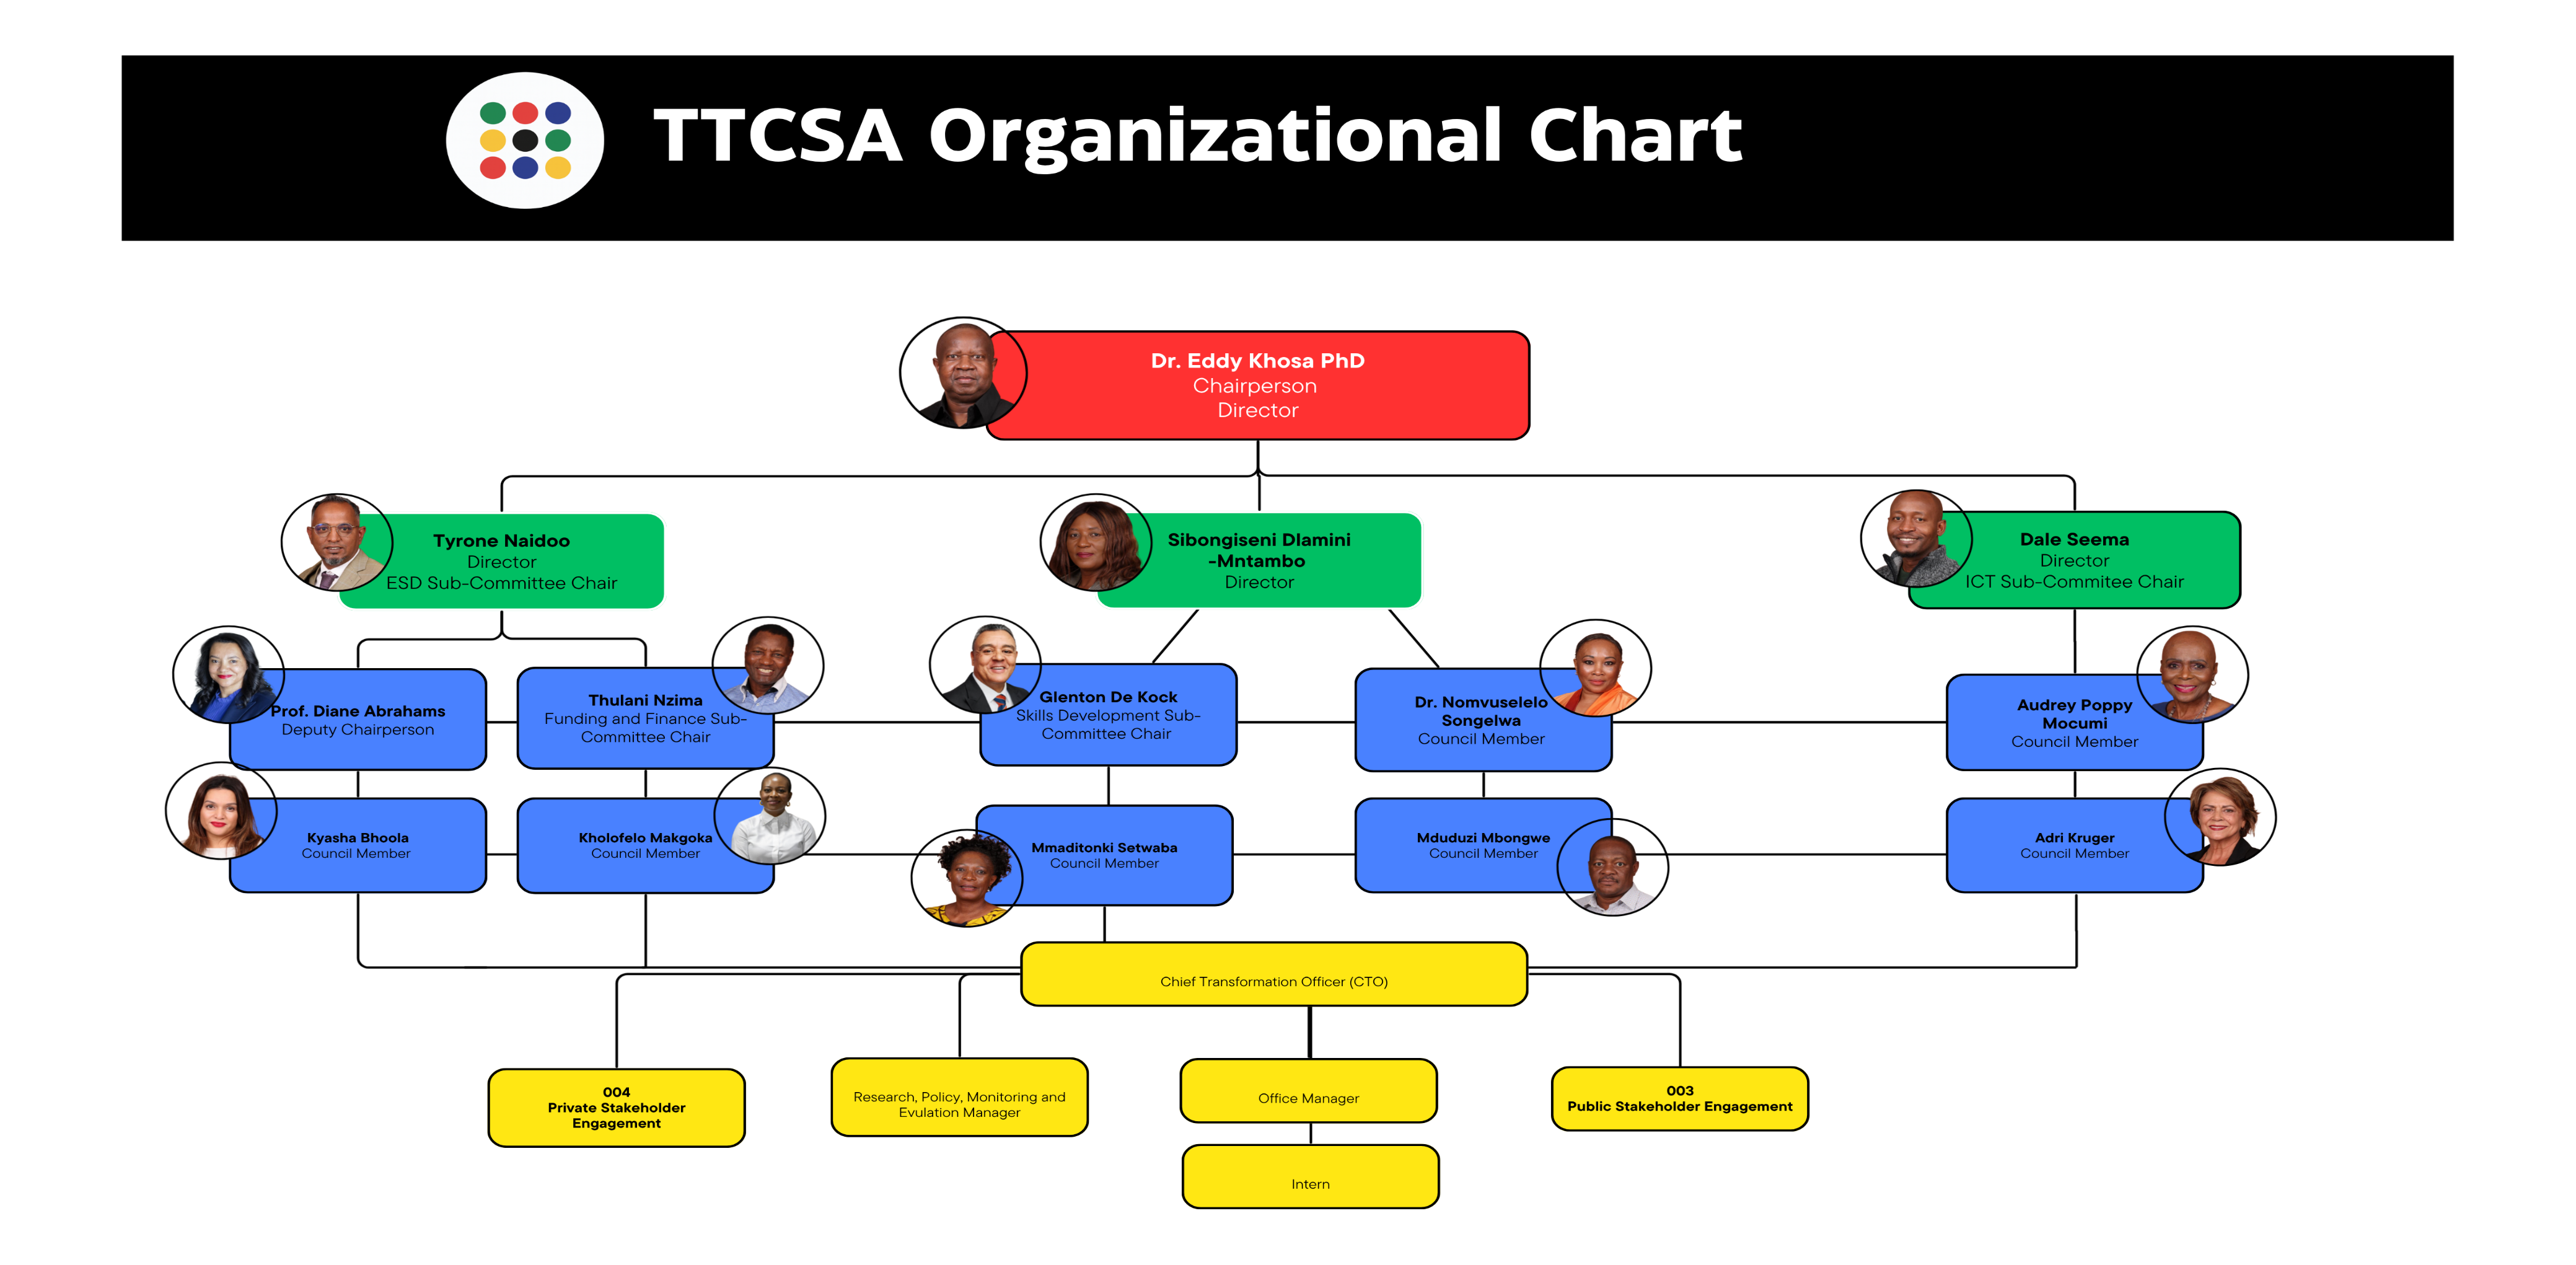 TTCSA Organizational Chart
Dr. Eddy Khosa PhD
Chairperson
Director
Tyrone Naidoo
Director
ESD Sub-Committee Chair
Sibongiseni Dlamini
-Mntambo
Director
Dale Seema
Director
ICT Sub-Commitee Chair
Prof. Diane Abrahams
Deputy Chairperson
Thulani Nzima
Funding and Finance Sub-
Committee Chair
Glenton De Kock
Skills Development Sub-
Committee Chair
Dr. Nomvuselelo
Songelwa
Council Member
Audrey Poppy
Mocumi
Council Member
Kyasha Bhoola
Council Member
Kholofelo Makgoka
Council Member
Mmaditonki Setwaba
Council Member
Mduduzi Mbongwe
Council Member
Adri Kruger
Council Member
Chief Transformation Officer (CTO)
004
Private Stakeholder
Engagement
Research, Policy, Monitoring and
Evulation Manager
Office Manager
003
Public Stakeholder Engagement
Intern